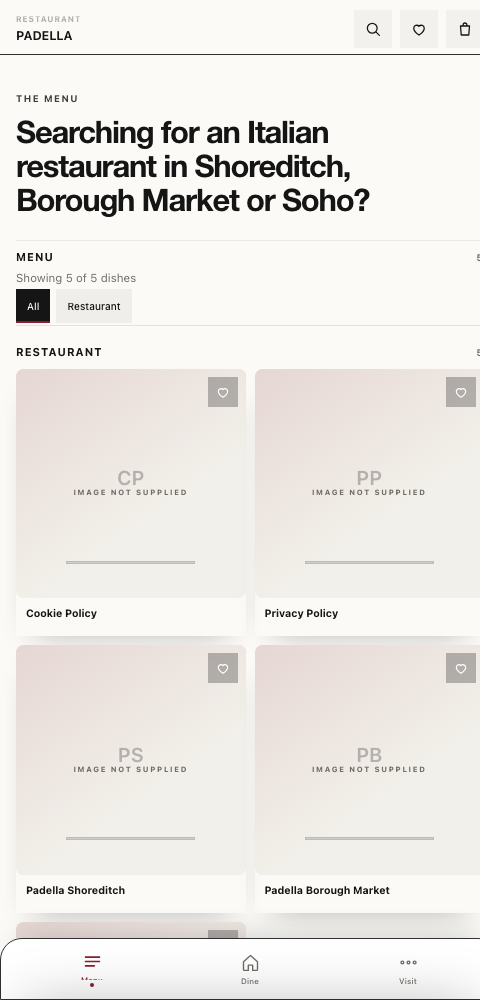 RESTAURANT
PADELLA
THE MENU
Searching for an Italian
restaurant in Shoreditch,
Borough Market or Soho?
MENU
Showing 5 of 5 dishes
All
Restaurant
RESTAURANT
CP
IMAGE NOT SUPPLIED
PP
IMAGE NOT SUPPLIED
Cookie Policy
Privacy Policy
PS
IMAGE NOT SUPPLIED
PB
IMAGE NOT SUPPLIED
Padella Shoreditch
Padella Borough Market
Dine
Visit